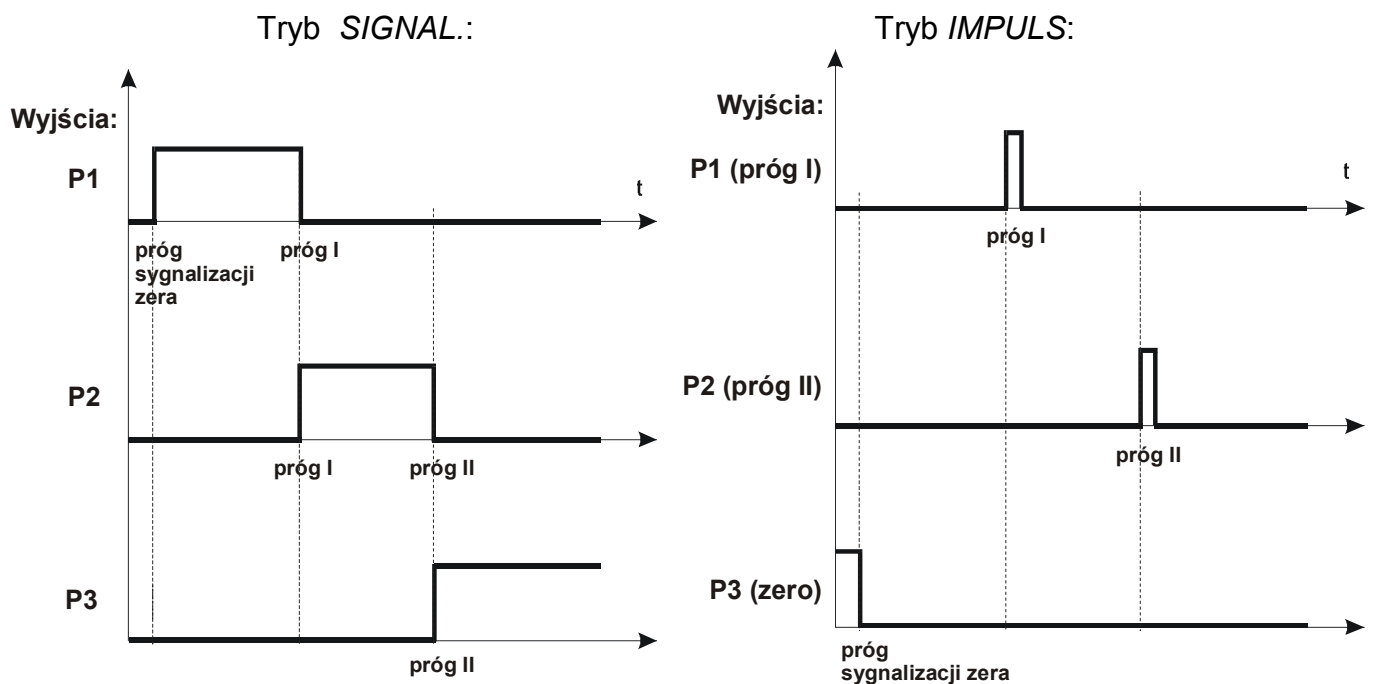 Tryb SIGNAL.:
Wyjścia:
P1
t
próg
sygnalizacji
zera
próg I
P2
próg I
próg II
P3
próg II
Tryb IMPULS:
Wyjścia:
P1 (próg I)
t
próg I
P2 (próg II)
próg II
P3 (zero)
próg
sygnalizacji zera